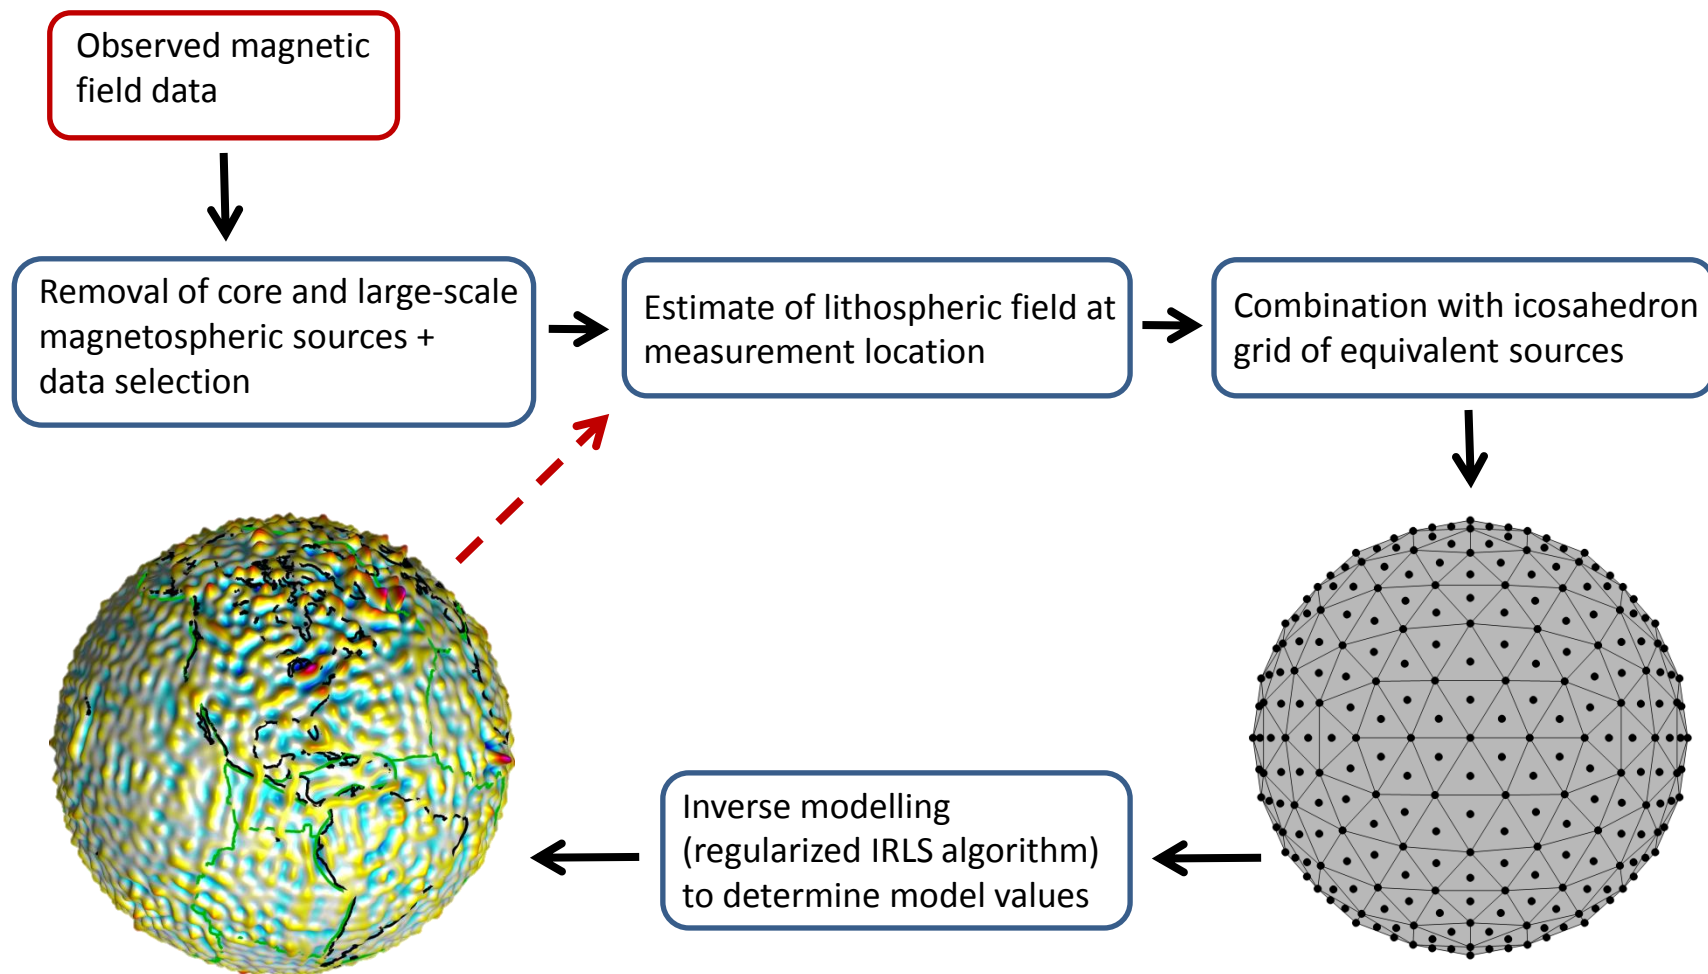 Observed magnetic
field data
Removal of core and large-scale
magnetospheric sources +
data selection
Estimate of lithospheric field at
measurement location
Combination with icosahedron
grid of equivalent sources
Inverse modelling
(regularized IRLS algorithm)
to determine model values